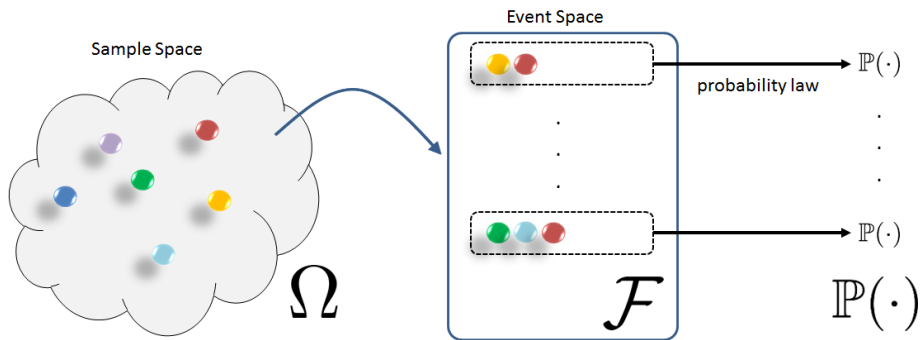 Sample Space
Event Space
ℙ(·)
probability law
.
.
.
.
.
.
ℙ(·)
Ω
ℱ
ℙ(·)